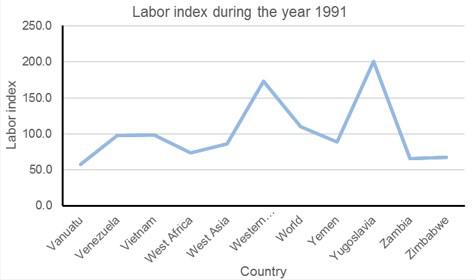 Labor index during the year 1991
250.0
200.0
150.0
100.0
50.0
0.0
Labor index
Vanuatu
Venezuela
Vietnam
West Africa
West Asia
Western...
World
Yemen
Yugoslavia
Zambia
Zimbabwe
Country